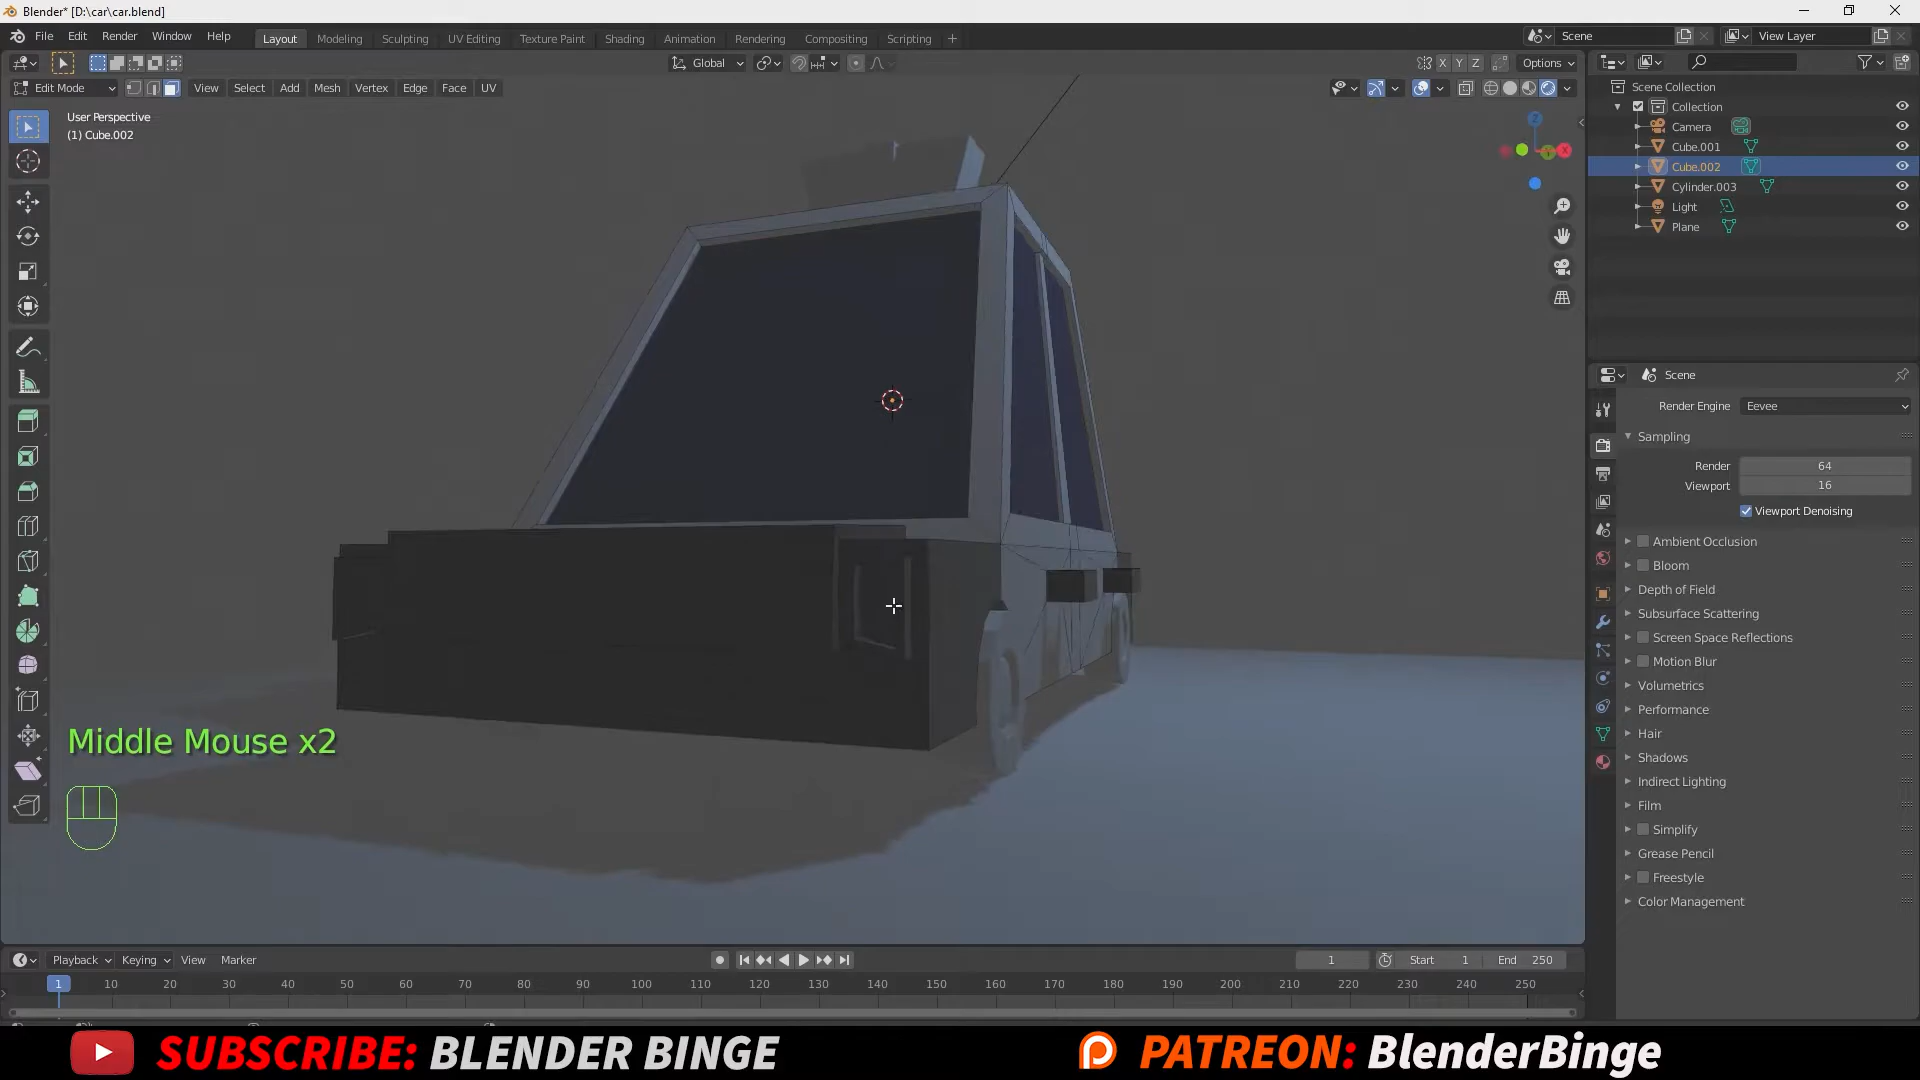 Blender* [D:\car\car.blend]
File Edit Render Window Help Layout Modeling Sculpting UV Editing Texture Paint Shading Animation Rendering Compositing Scripting + Scene View Layer
Global X Y Z Options
Edit Mode View Select Add Mesh Vertex Edge Face UV
User Perspective
(1) Cube.002
Z
X
Scene Collection
Collection
Camera
Cube.001
Cube.002
Cylinder.003
Light
Plane
Scene
Render Engine Eevee
Sampling
Render 64
Viewport 16
Viewport Denoising
Ambient Occlusion
Bloom
Depth of Field
Subsurface Scattering
Screen Space Reflections
Motion Blur
Volumetrics
Performance
Hair
Shadows
Indirect Lighting
Film
Simplify
Grease Pencil
Freestyle
Color Management
Middle Mouse x2
Playback Keying View Marker 1 Start 1 End 250
1 10 20 30 40 50 60 70 80 90 100 110 120 130 140 150 160 170 180 190 200 210 220 230 240 250
SUBSCRIBE: BLENDER BINGE PATREON: BlenderBinge